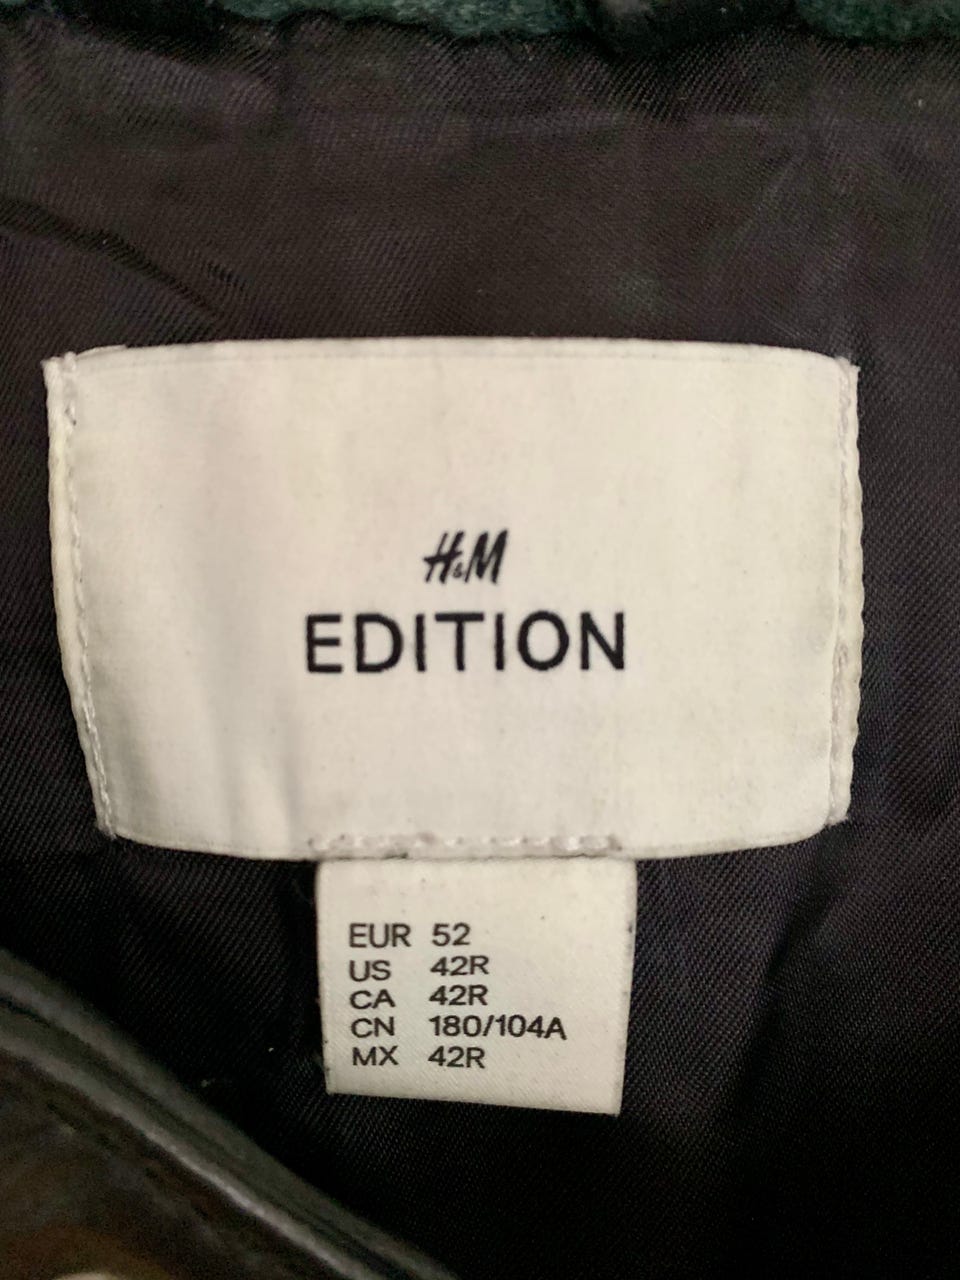 H&M
EDITION
EUR 52
US 42R
CA 42R
CN 180/104A
MX 42R